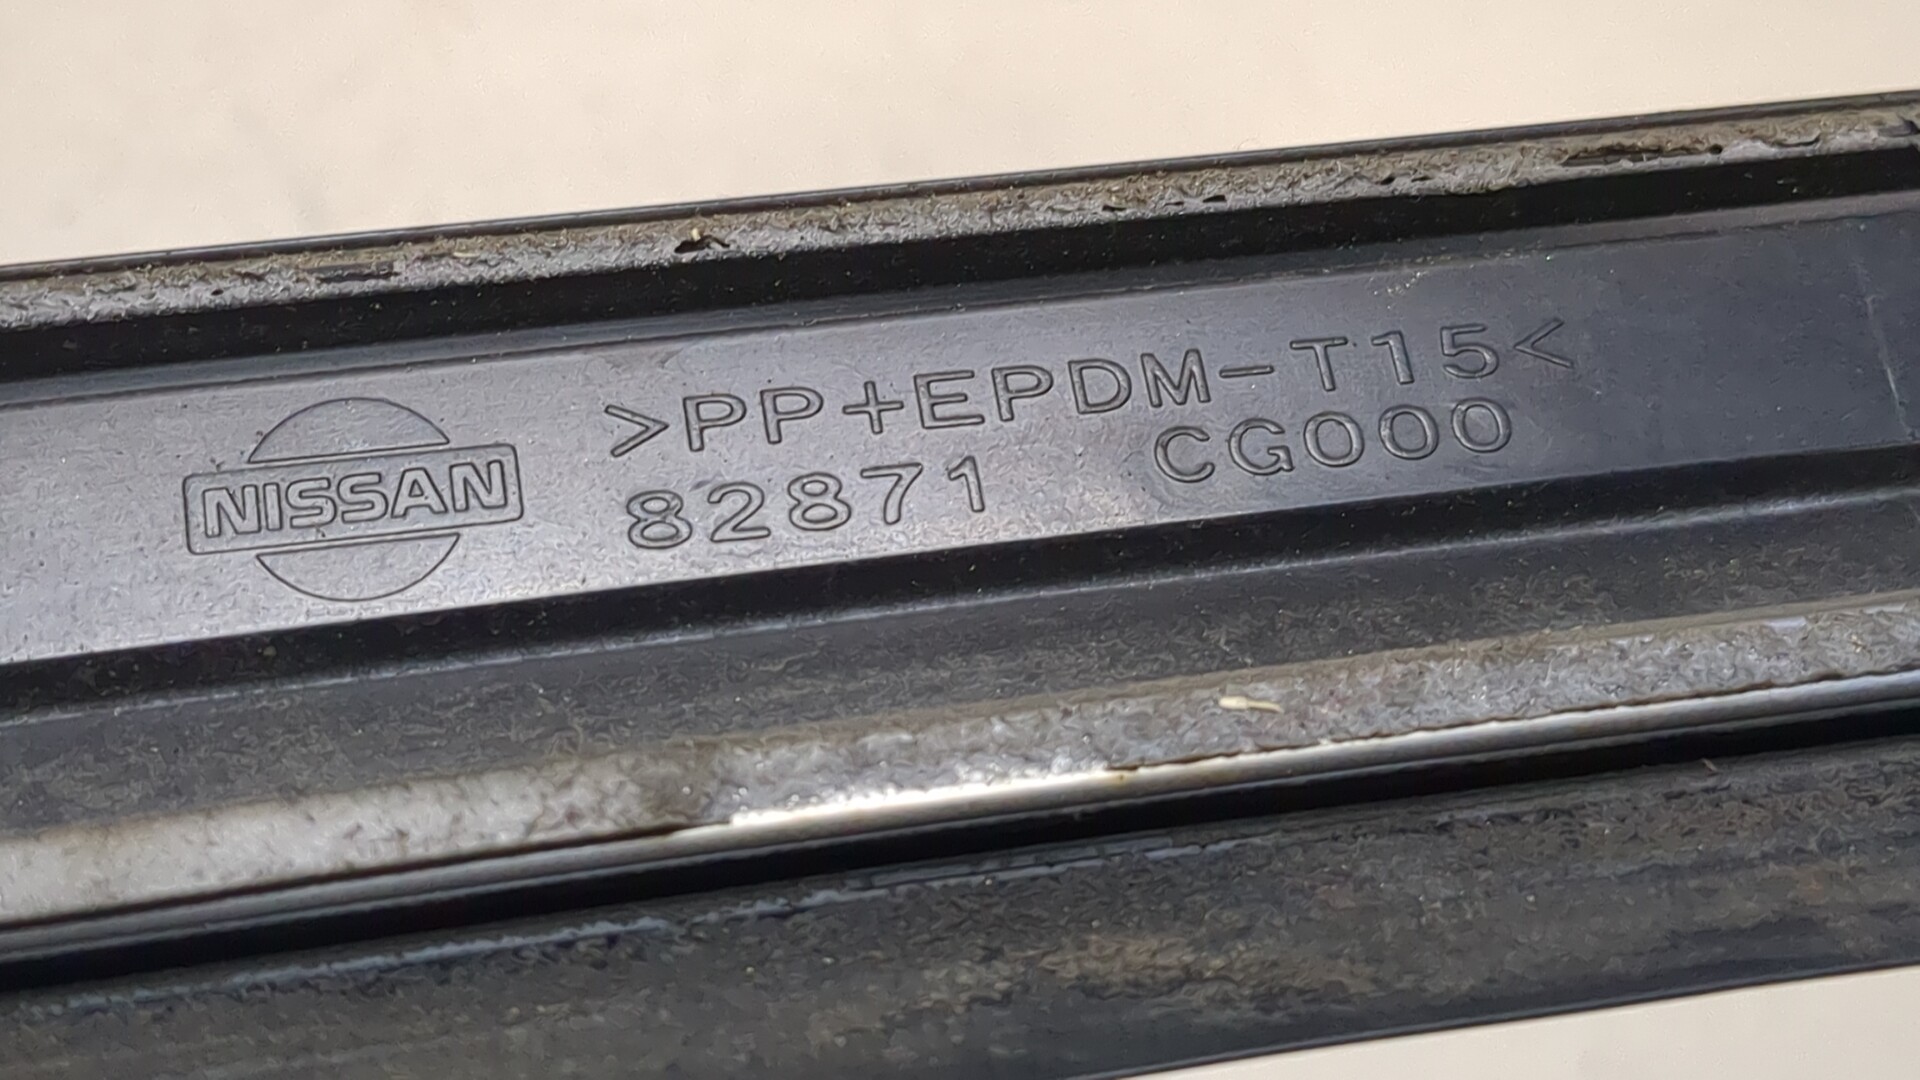 NISSAN
>PP+EPDM-T15<
82871 CG000